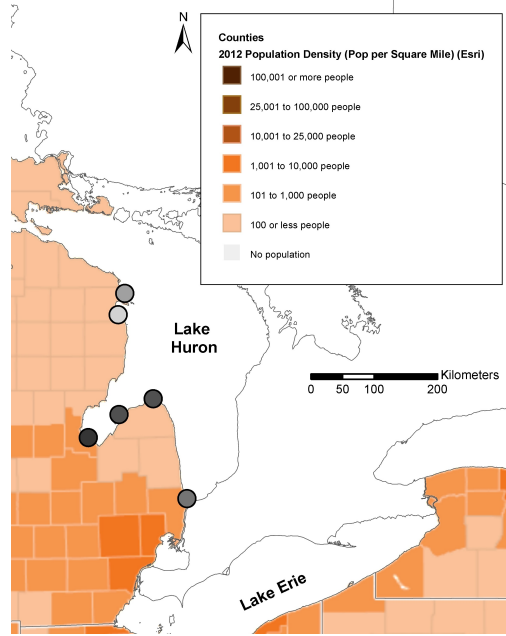 N
Counties
2012 Population Density (Pop per Square Mile) (Esri)
100,001 or more people
25,001 to 100,000 people
10,001 to 25,000 people
1,001 to 10,000 people
101 to 1,000 people
100 or less people
No population
Lake
Huron
Kilometers
0 50 100 200
Lake Erie